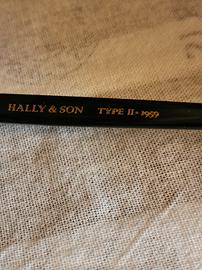 HALLY & SON TYPE II - 1959